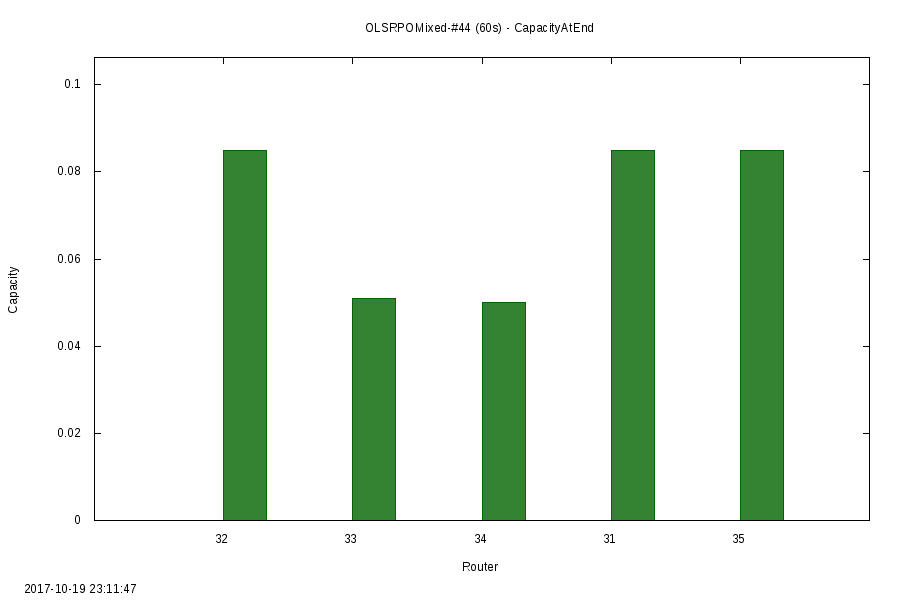 OLSRPOMixed-#44 (60s) - CapacityAtEnd
0.1
0.08
0.06
0.04
0.02
0
Capacity
32 33 34 31 35
Router
2017-10-19 23:11:47